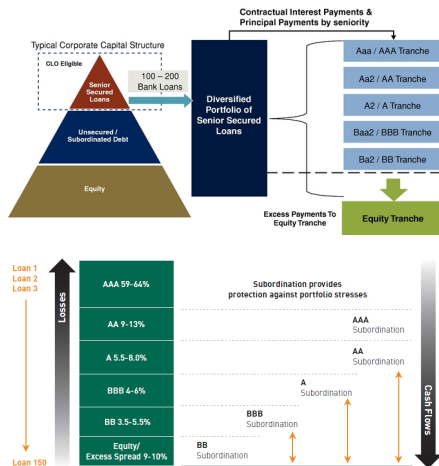 Contractual Interest Payments &
Principal Payments by seniority
Typical Corporate Capital Structure
CLO Eligible
Senior
Secured
Loans
100 – 200
Bank Loans
Unsecured /
Subordinated Debt
Equity
Diversified
Portfolio of
Senior Secured
Loans
Aaa / AAA Tranche
Aa2 / AA Tranche
A2 / A Tranche
Baa2 / BBB Tranche
Ba2 / BB Tranche
Excess Payments To
Equity Tranche
Equity Tranche
Loan 1
Loan 2
Loan 3
Loan 150
Losses
AAA 59-64%
AA 9-13%
A 5.5-8.0%
BBB 4-6%
BB 3.5-5.5%
Equity/
Excess Spread 9-10%
Subordination provides
protection against portfolio stresses
AAA
Subordination
AA
Subordination
A
Subordination
BBB
Subordination
BB
Subordination
Cash Flows